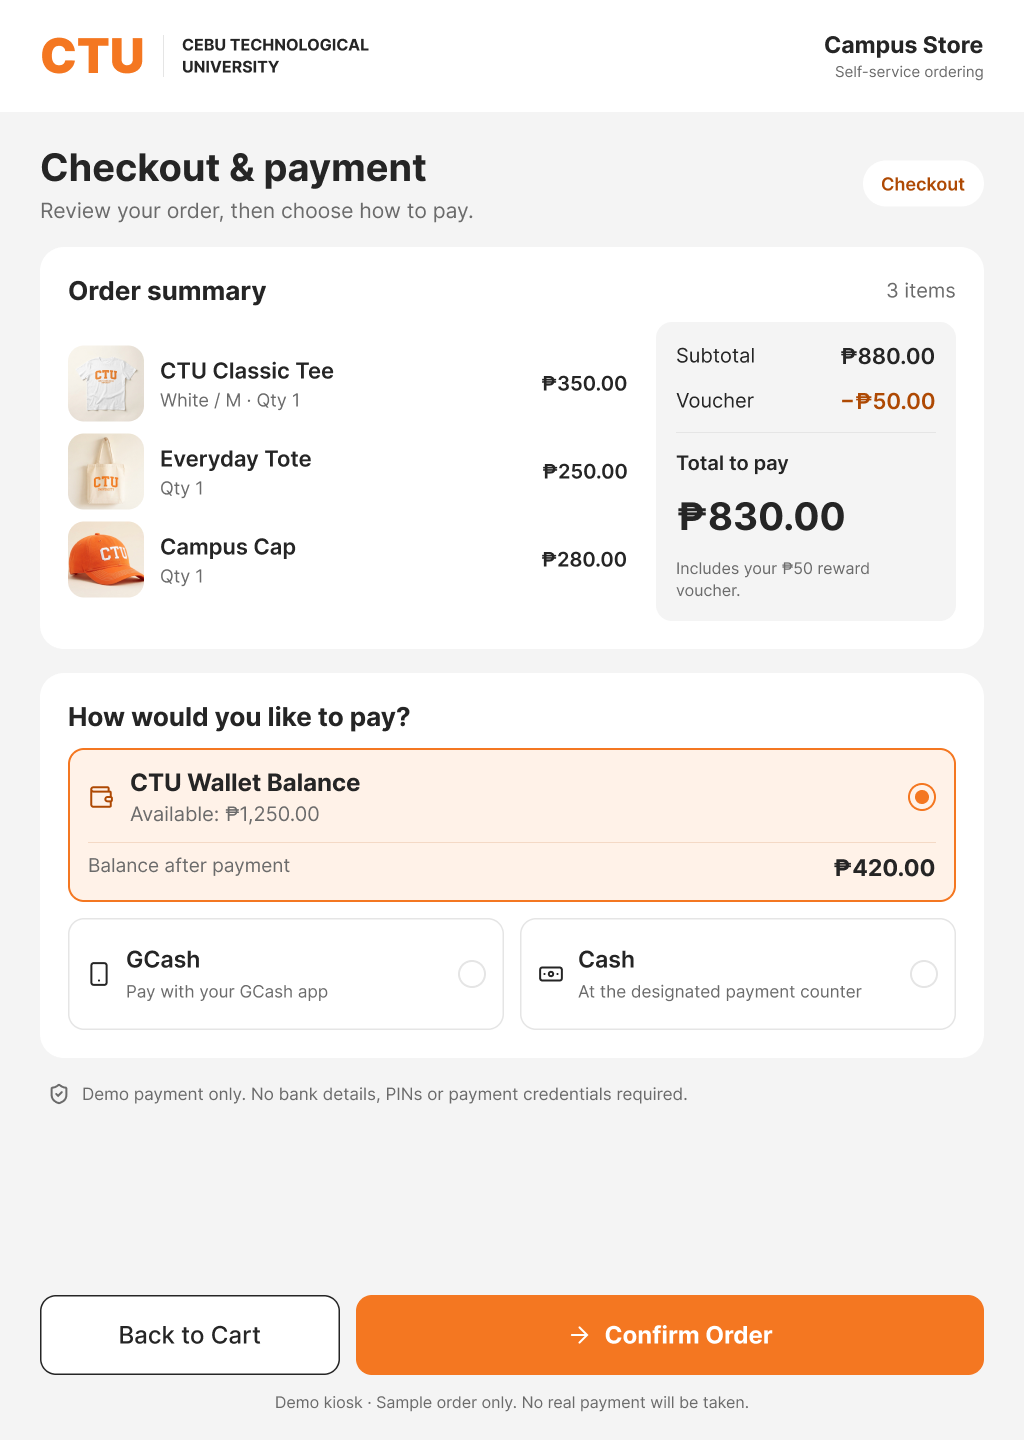 CTU
CEBU TECHNOLOGICAL
UNIVERSITY
Campus Store
Self-service ordering
Checkout & payment
Review your order, then choose how to pay.
Checkout
Order summary
3 items
CTU
CTU Classic Tee
White / M · Qty 1
₱350.00
CTU
Everyday Tote
Qty 1
₱250.00
CTU
Campus Cap
Qty 1
₱280.00
Subtotal
₱880.00
Voucher
−₱50.00
Total to pay
₱830.00
Includes your ₱50 reward
voucher.
How would you like to pay?
CTU Wallet Balance
Available: ₱1,250.00
Balance after payment
₱420.00
GCash
Pay with your GCash app
Cash
At the designated payment counter
Demo payment only. No bank details, PINs or payment credentials required.
Back to Cart
→ Confirm Order
Demo kiosk · Sample order only. No real payment will be taken.